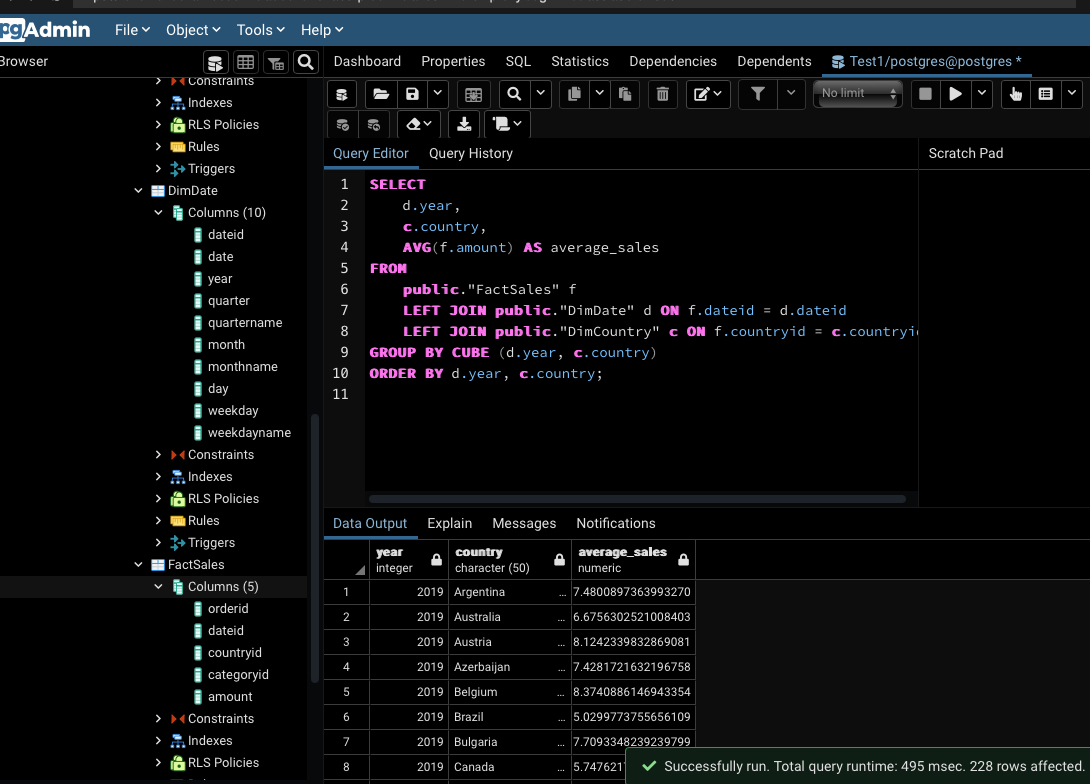 pgAdmin File Object Tools Help
Browser
Dashboard Properties SQL Statistics Dependencies Dependents Test1/postgres@postgres *
No limit
Constraints
Indexes
RLS Policies
Rules
Triggers
DimDate
Columns (10)
dateid
date
year
quarter
quartername
month
monthname
day
weekday
weekdayname
Constraints
Indexes
RLS Policies
Rules
Triggers
FactSales
Columns (5)
orderid
dateid
countryid
categoryid
amount
Constraints
Indexes
RLS Policies
Query Editor Query History
Scratch Pad
1 SELECT
2 d.year,
3 c.country,
4 AVG(f.amount) AS average_sales
5 FROM
6 public."FactSales" f
7 LEFT JOIN public."DimDate" d ON f.dateid = d.dateid
8 LEFT JOIN public."DimCountry" c ON f.countryid = c.countryi
9 GROUP BY CUBE (d.year, c.country)
10 ORDER BY d.year, c.country;
11
Data Output Explain Messages Notifications
year country average_sales
integer character (50) numeric
1 2019 Argentina ... 7.4800897363993270
2 2019 Australia ... 6.6756302521008403
3 2019 Austria ... 8.1242339832869081
4 2019 Azerbaijan ... 7.4281721632196758
5 2019 Belgium ... 8.3740886146943354
6 2019 Brazil ... 5.0299773755656109
7 2019 Bulgaria ... 7.7093348239239799
8 2019 Canada ... 5.747621
Successfully run. Total query runtime: 495 msec. 228 rows affected.